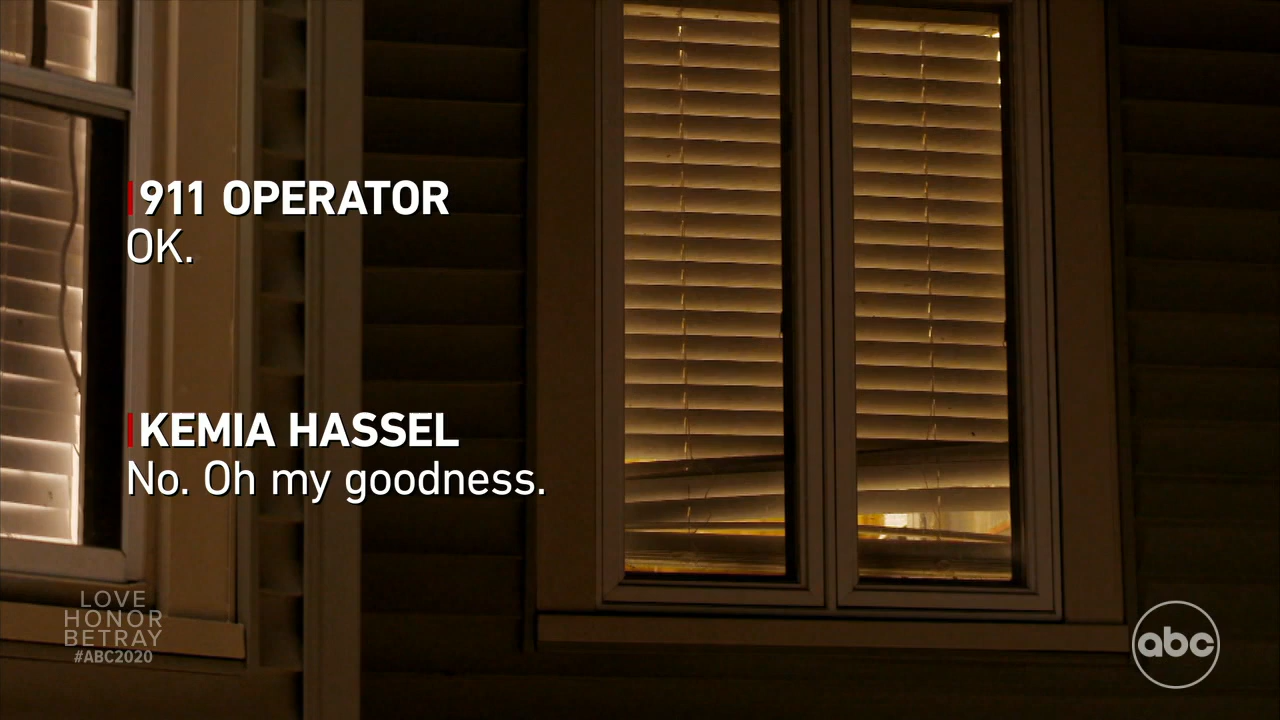 911 OPERATOR
OK.
KEMIA HASSEL
No. Oh my goodness.
LOVE
HONOR
BETRAY
#ABC2020
abc